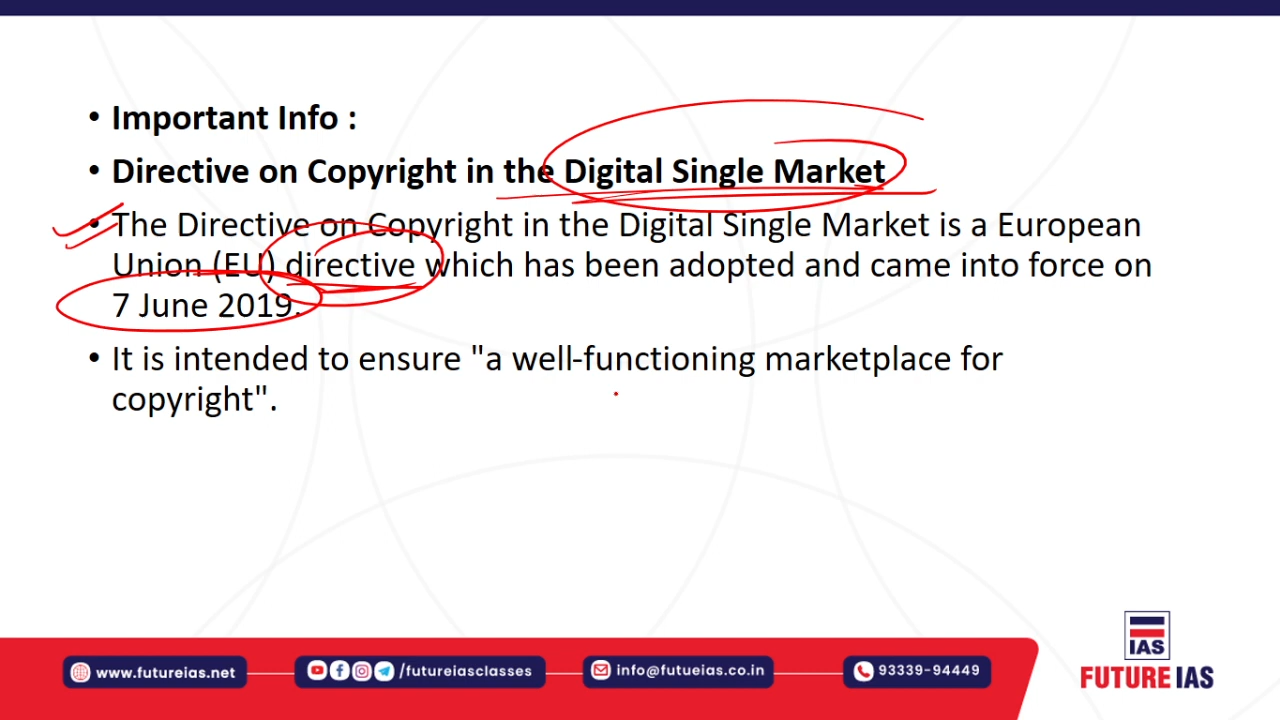 • Important Info :
• Directive on Copyright in the Digital Single Market
• The Directive on Copyright in the Digital Single Market is a European
Union (EU) directive which has been adopted and came into force on
7 June 2019.
• It is intended to ensure "a well-functioning marketplace for
copyright".
IAS
www.futureias.net
/futureiasclasses
info@futueias.co.in
93339-94449
FUTURE IAS